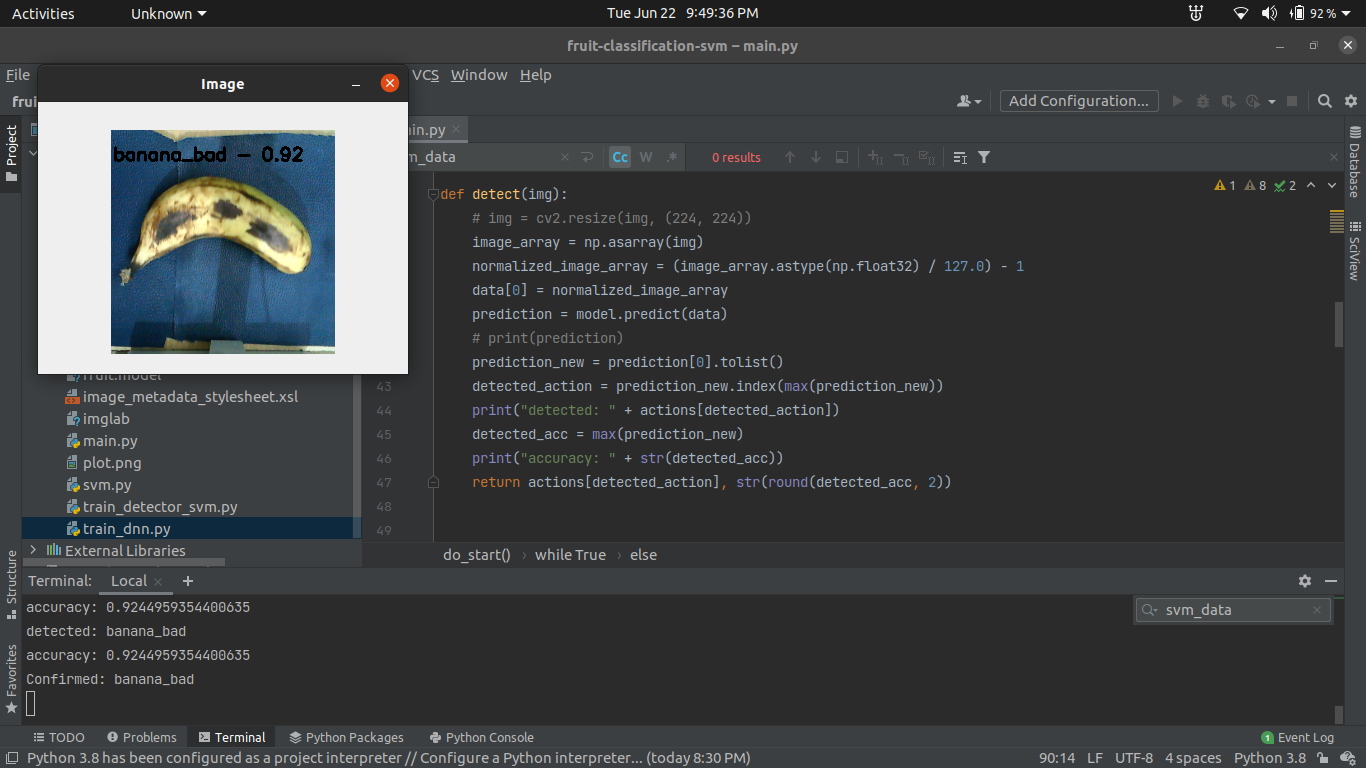 Activities
Unknown
Tue Jun 22 9:49:36 PM
92 %
fruit-classification-svm – main.py
File
VCS Window Help
Image
Add Configuration...
banana_bad - 0.92
Cc W .*
0 results
1 8 2
def detect(img):
# img = cv2.resize(img, (224, 224))
image_array = np.asarray(img)
normalized_image_array = (image_array.astype(np.float32) / 127.0) - 1
data[0] = normalized_image_array
prediction = model.predict(data)
# print(prediction)
prediction_new = prediction[0].tolist()
43 detected_action = prediction_new.index(max(prediction_new))
44 print("detected: " + actions[detected_action])
45 detected_acc = max(prediction_new)
46 print("accuracy: " + str(detected_acc))
47 return actions[detected_action], str(round(detected_acc, 2))
48
49
do_start() › while True › else
Project
fruit.model
image_metadata_stylesheet.xsl
imglab
main.py
plot.png
svm.py
train_detector_svm.py
train_dnn.py
External Libraries
Database
SciView
Structure
Favorites
Terminal: Local +
accuracy: 0.9244959354400635
detected: banana_bad
accuracy: 0.9244959354400635
Confirmed: banana_bad
svm_data
TODO Problems Terminal Python Packages Python Console
1 Event Log
Python 3.8 has been configured as a project interpreter // Configure a Python interpreter... (today 8:30 PM)
90:14 LF UTF-8 4 spaces Python 3.8